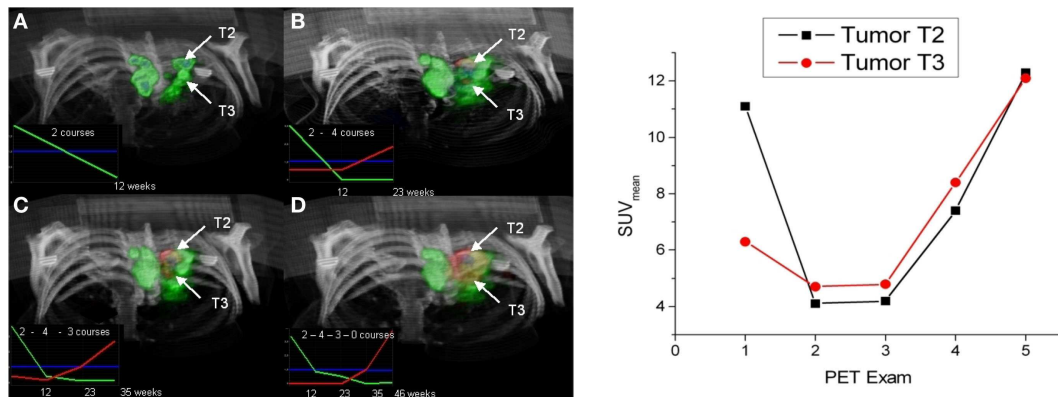 A
T2
T3
2 courses
12 weeks
B
T2
T3
2 - 4 courses
12 23 weeks
C
T2
T3
2 - 4 - 3 courses
12 23 35 weeks
D
T2
T3
2 – 4 – 3 – 0 courses
12 23 35 46 weeks
Tumor T2
Tumor T3
SUVmean
12
10
8
6
4
0 1 2 3 4 5
PET Exam